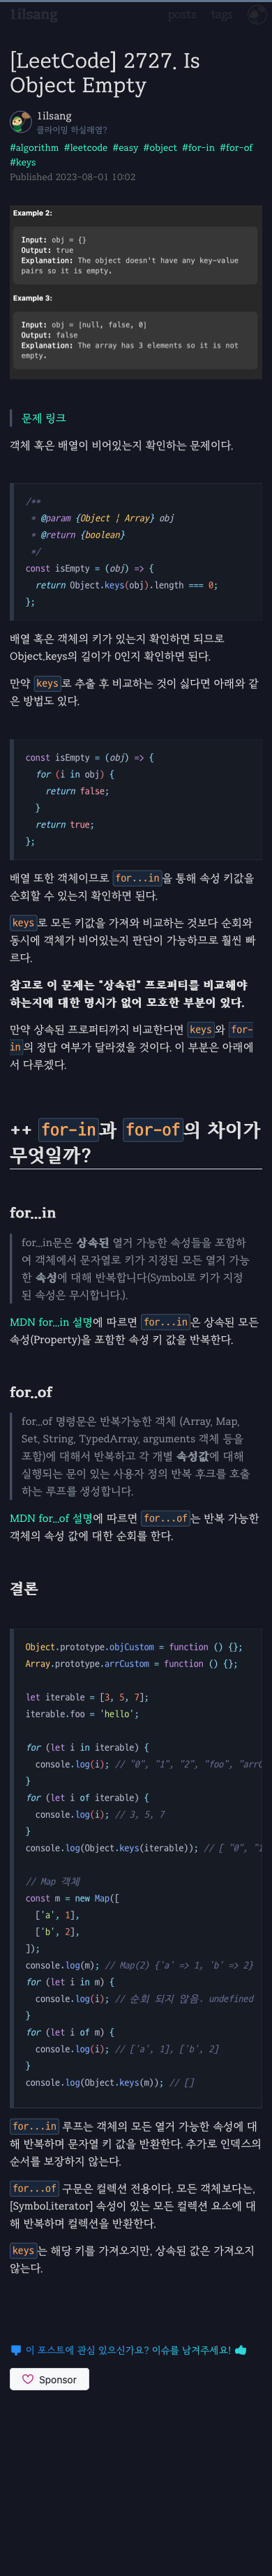 1ilsang
posts tags
[LeetCode] 2727. Is
Object Empty
1ilsang
클라이밍 하실래염?
#algorithm #leetcode #easy #object #for-in #for-of
#keys
Published 2023-08-01 10:02
Example 2:
Input: obj = {}
Output: true
Explanation: The object doesn't have any key-value
pairs so it is empty.
Example 3:
Input: obj = [null, false, 0]
Output: false
Explanation: The array has 3 elements so it is not
empty.
문제 링크
객체 혹은 배열이 비어있는지 확인하는 문제이다.
/**
 * @param {Object | Array} obj
 * @return {boolean}
 */
const isEmpty = (obj) => {
  return Object.keys(obj).length === 0;
};
배열 혹은 객체의 키가 있는지 확인하면 되므로
Object.keys의 길이가 0인지 확인하면 된다.
만약 keys로 추출 후 비교하는 것이 싫다면 아래와 같
은 방법도 있다.
const isEmpty = (obj) => {
  for (i in obj) {
    return false;
  }
  return true;
};
배열 또한 객체이므로 for...in을 통해 속성 키값을
순회할 수 있는지 확인하면 된다.
keys로 모든 키값을 가져와 비교하는 것보다 순회와
동시에 객체가 비어있는지 판단이 가능하므로 훨씬 빠
르다.
참고로 이 문제는 "상속된" 프로퍼티를 비교해야
하는지에 대한 명시가 없어 모호한 부분이 있다.
만약 상속된 프로퍼티까지 비교한다면 keys와 for-
in의 정답 여부가 달라졌을 것이다. 이 부분은 아래에
서 다루겠다.
++ for-in과 for-of의 차이가
무엇일까?
for...in
for...in문은 상속된 열거 가능한 속성들을 포함하
여 객체에서 문자열로 키가 지정된 모든 열거 가능
한 속성에 대해 반복합니다(Symbol로 키가 지정
된 속성은 무시합니다.).
MDN for...in 설명에 따르면 for...in은 상속된 모든
속성(Property)을 포함한 속성 키 값을 반복한다.
for..of
for...of 명령문은 반복가능한 객체 (Array, Map,
Set, String, TypedArray, arguments 객체 등을
포함)에 대해서 반복하고 각 개별 속성값에 대해
실행되는 문이 있는 사용자 정의 반복 후크를 호출
하는 루프를 생성합니다.
MDN for...of 설명에 따르면 for...of는 반복 가능한
객체의 속성 값에 대한 순회를 한다.
결론
Object.prototype.objCustom = function () {};
Array.prototype.arrCustom = function () {};
let iterable = [3, 5, 7];
iterable.foo = 'hello';
for (let i in iterable) {
  console.log(i); // "0", "1", "2", "foo", "arrC
}
for (let i of iterable) {
  console.log(i); // 3, 5, 7
}
console.log(Object.keys(iterable)); // [ "0", "1
// Map 객체
const m = new Map([
  ['a', 1],
  ['b', 2],
]);
console.log(m); // Map(2) {'a' => 1, 'b' => 2}
for (let i in m) {
  console.log(i); // 순회 되지 않음. undefined
}
for (let i of m) {
  console.log(i); // ['a', 1], ['b', 2]
}
console.log(Object.keys(m)); // []
for...in 루프는 객체의 모든 열거 가능한 속성에 대
해 반복하며 문자열 키 값을 반환한다. 추가로 인덱스의
순서를 보장하지 않는다.
for...of 구문은 컬렉션 전용이다. 모든 객체보다는,
[Symbol.iterator] 속성이 있는 모든 컬렉션 요소에 대
해 반복하며 컬렉션을 반환한다.
keys는 해당 키를 가져오지만, 상속된 값은 가져오지
않는다.
이 포스트에 관심 있으신가요? 이슈를 남겨주세요!
Sponsor